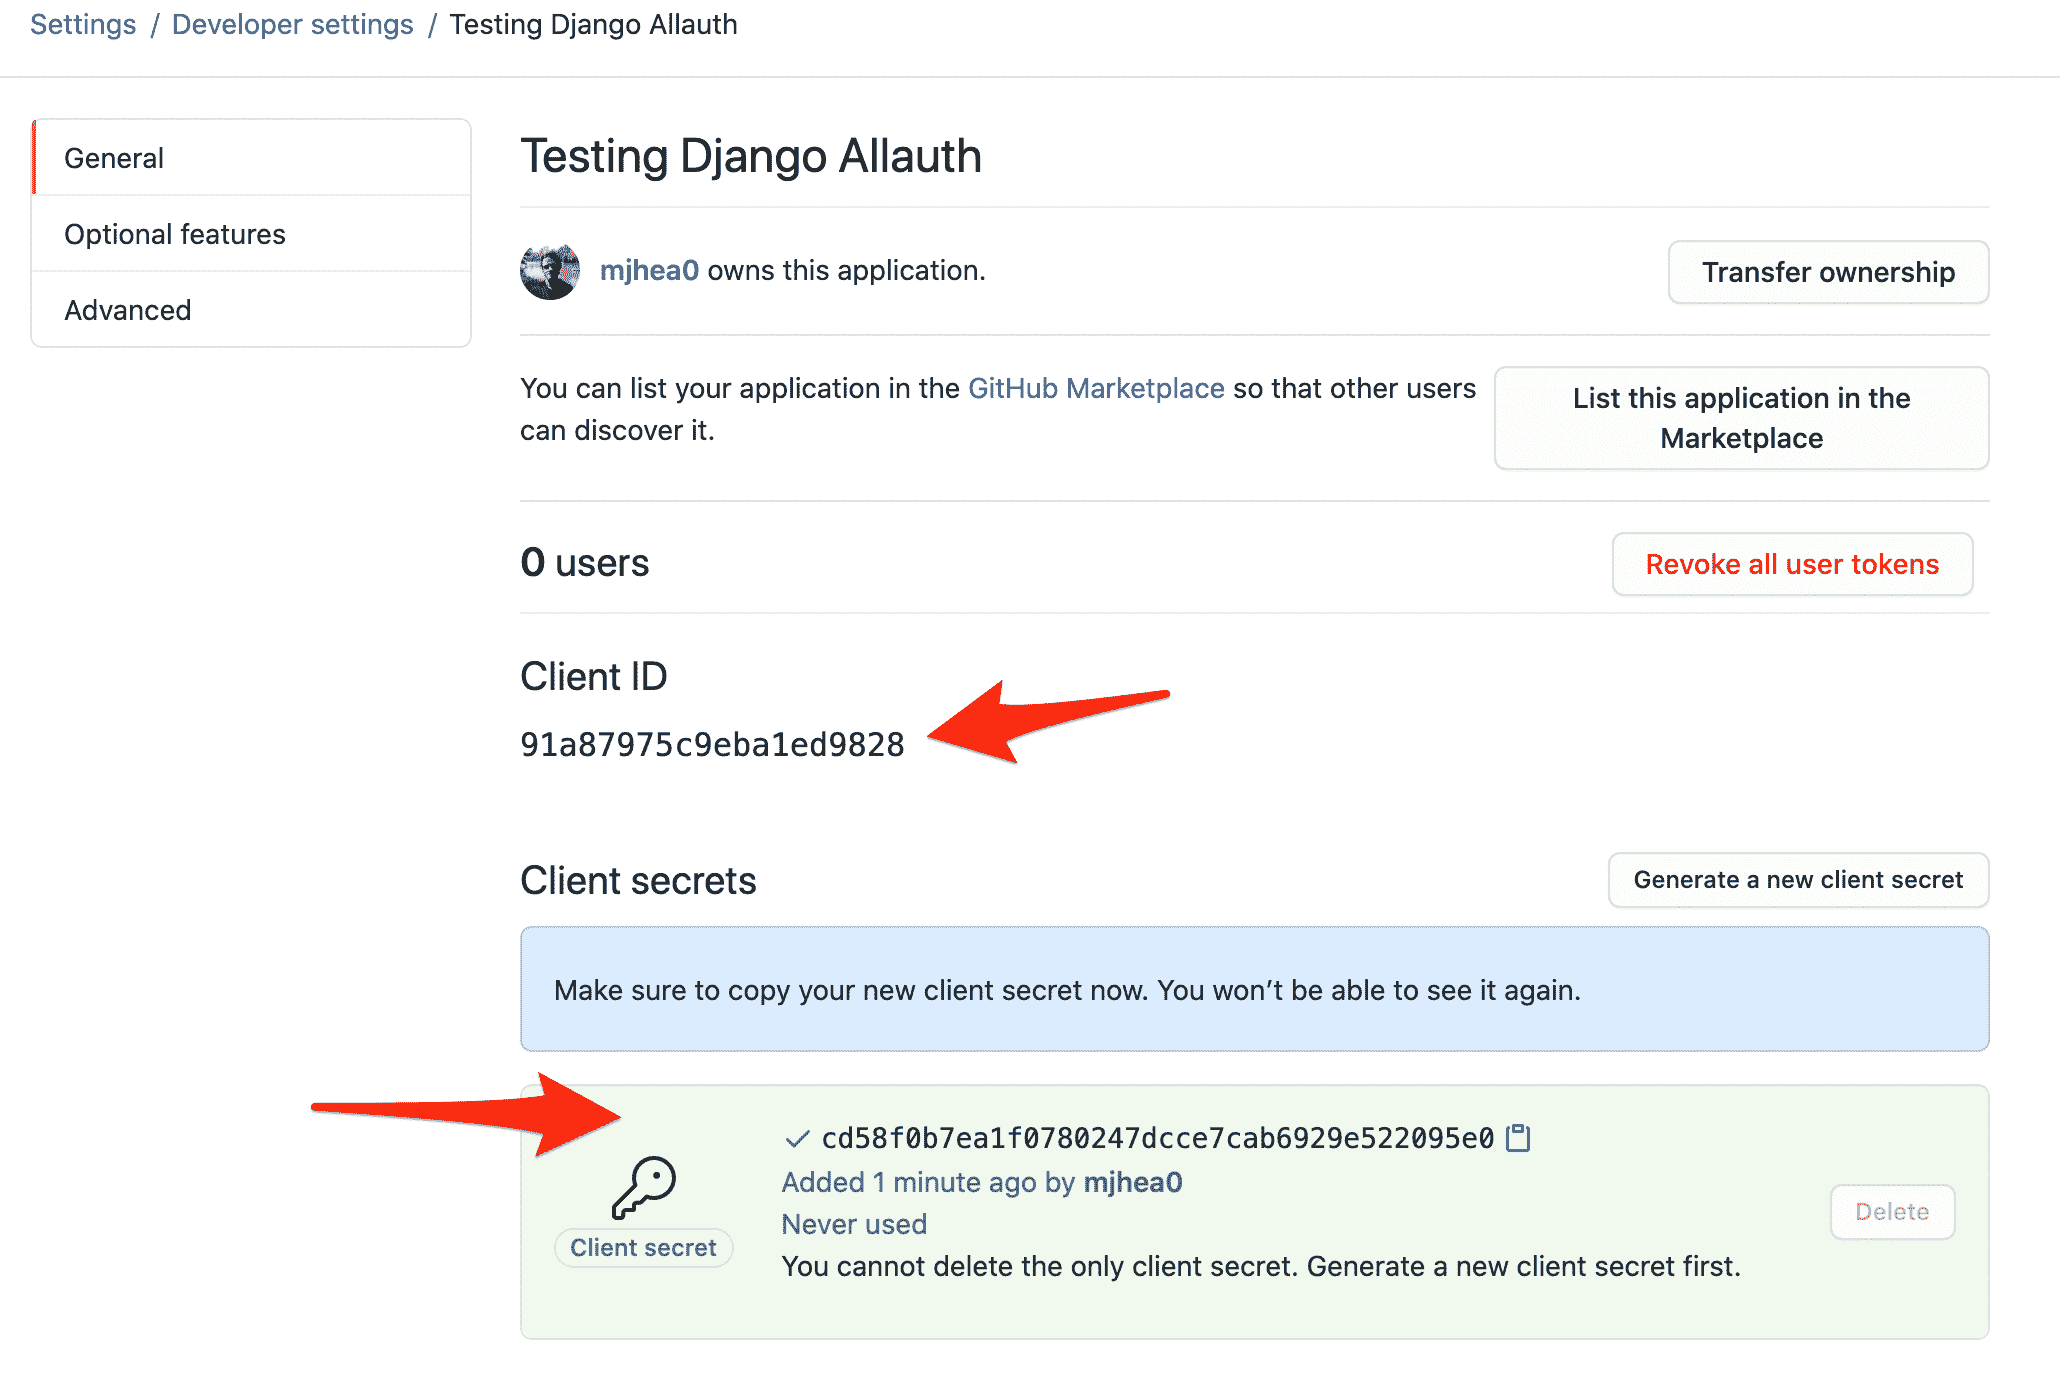 Settings / Developer settings / Testing Django Allauth
General
Optional features
Advanced
Testing Django Allauth
mjhea0 owns this application.
Transfer ownership
You can list your application in the GitHub Marketplace so that other users
can discover it.
List this application in the
Marketplace
0 users
Revoke all user tokens
Client ID
91a87975c9eba1ed9828
Client secrets
Generate a new client secret
Make sure to copy your new client secret now. You won’t be able to see it again.
cd58f0b7ea1f0780247dcce7cab6929e522095e0
Added 1 minute ago by mjhea0
Never used
You cannot delete the only client secret. Generate a new client secret first.
Client secret
Delete